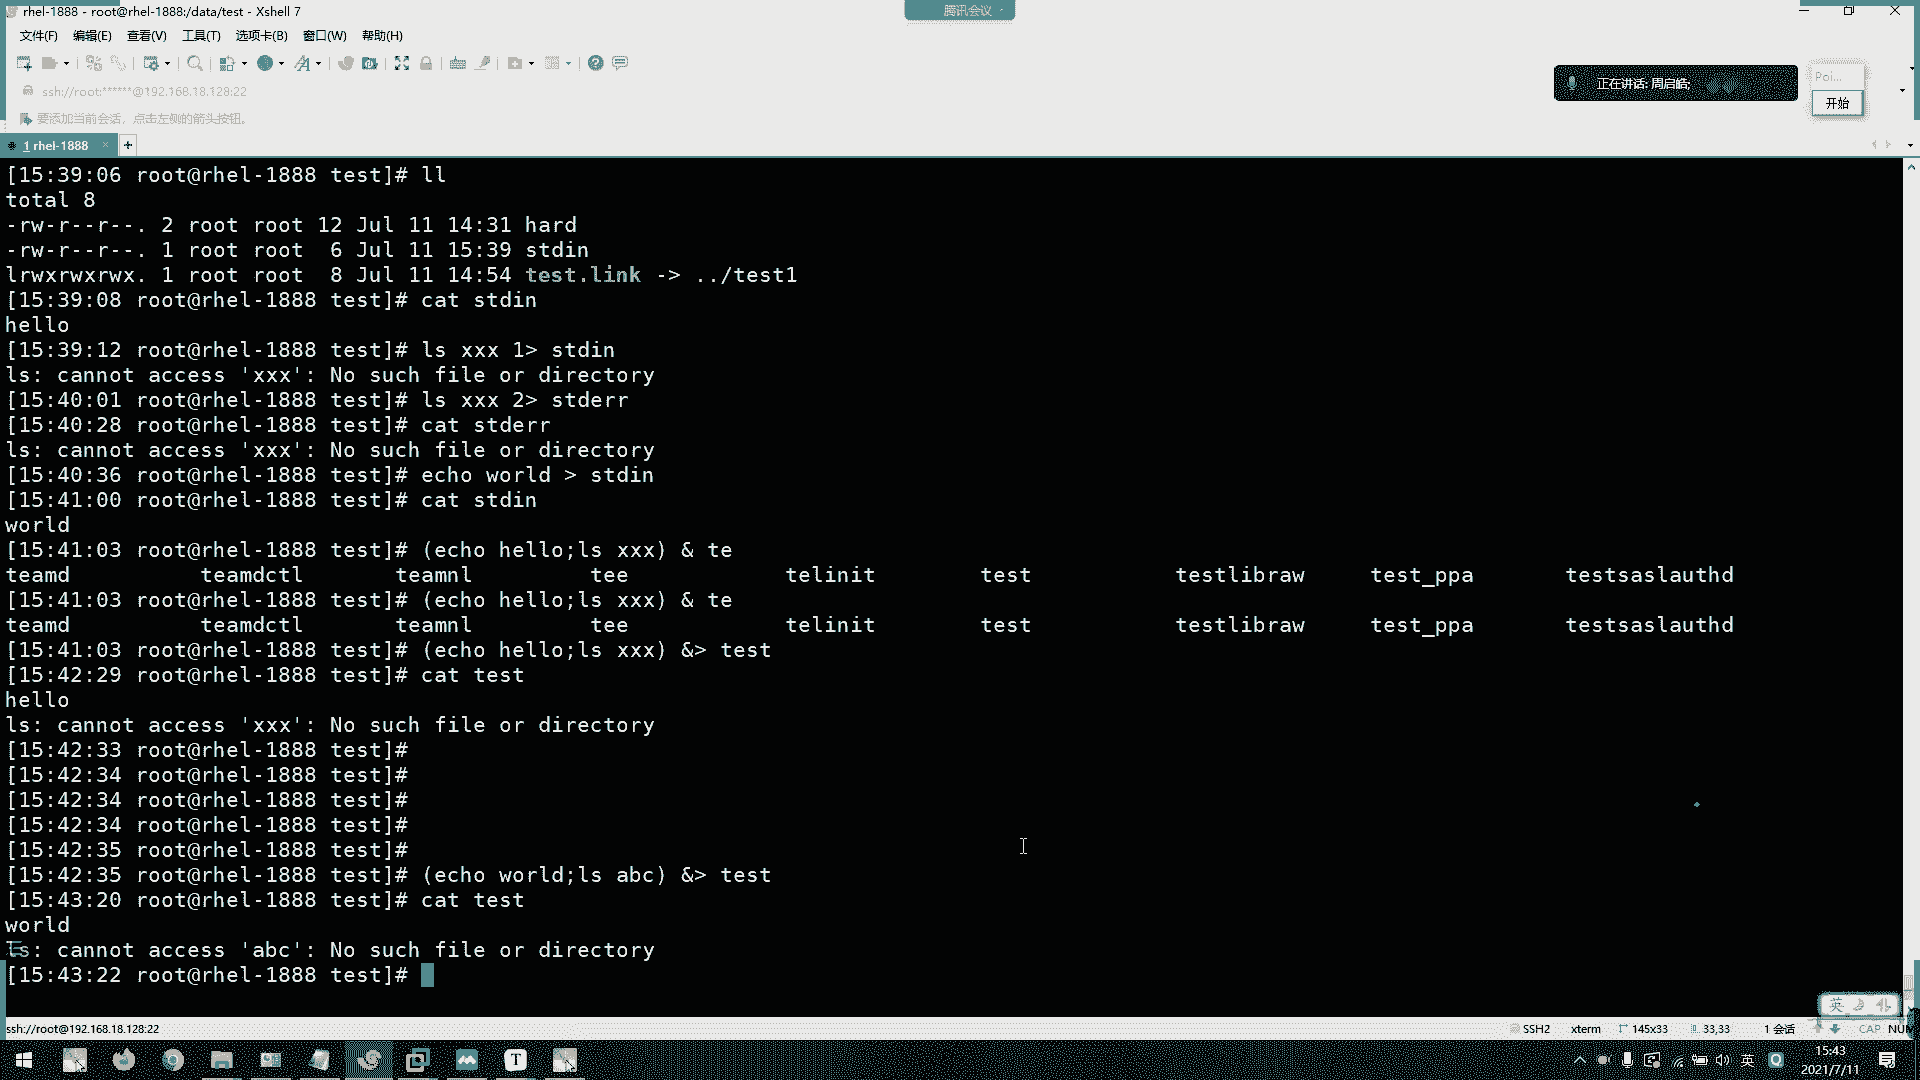 rhel-1888 - root@rhel-1888:/data/test - Xshell 7
腾讯会议
文件(F) 编辑(E) 查看(V) 工具(T) 选项卡(B) 窗口(W) 帮助(H)
正在讲话: 周启皓;
Poi...
开始
ssh://root:******@192.168.18.128:22
要添加当前会话，点击左侧的箭头按钮。
1 rhel-1888
[15:39:06 root@rhel-1888 test]# ll
total 8
-rw-r--r--. 2 root root 12 Jul 11 14:31 hard
-rw-r--r--. 1 root root  6 Jul 11 15:39 stdin
lrwxrwxrwx. 1 root root  8 Jul 11 14:54 test.link -> ../test1
[15:39:08 root@rhel-1888 test]# cat stdin
hello
[15:39:12 root@rhel-1888 test]# ls xxx 1> stdin
ls: cannot access 'xxx': No such file or directory
[15:40:01 root@rhel-1888 test]# ls xxx 2> stderr
[15:40:28 root@rhel-1888 test]# cat stderr
ls: cannot access 'xxx': No such file or directory
[15:40:36 root@rhel-1888 test]# echo world > stdin
[15:41:00 root@rhel-1888 test]# cat stdin
world
[15:41:03 root@rhel-1888 test]# (echo hello;ls xxx) & te
teamd teamdctl teamnl tee telinit test testlibraw test_ppa testsaslauthd
[15:41:03 root@rhel-1888 test]# (echo hello;ls xxx) & te
teamd teamdctl teamnl tee telinit test testlibraw test_ppa testsaslauthd
[15:41:03 root@rhel-1888 test]# (echo hello;ls xxx) &> test
[15:42:29 root@rhel-1888 test]# cat test
hello
ls: cannot access 'xxx': No such file or directory
[15:42:33 root@rhel-1888 test]#
[15:42:34 root@rhel-1888 test]#
[15:42:34 root@rhel-1888 test]#
[15:42:34 root@rhel-1888 test]#
[15:42:35 root@rhel-1888 test]#
[15:42:35 root@rhel-1888 test]# (echo world;ls abc) &> test
[15:43:20 root@rhel-1888 test]# cat test
world
ls: cannot access 'abc': No such file or directory
[15:43:22 root@rhel-1888 test]#
英
ssh://root@192.168.18.128:22 SSH2 xterm 145x33 33,33 1 会话 CAP NUM
英
15:43
2021/7/11